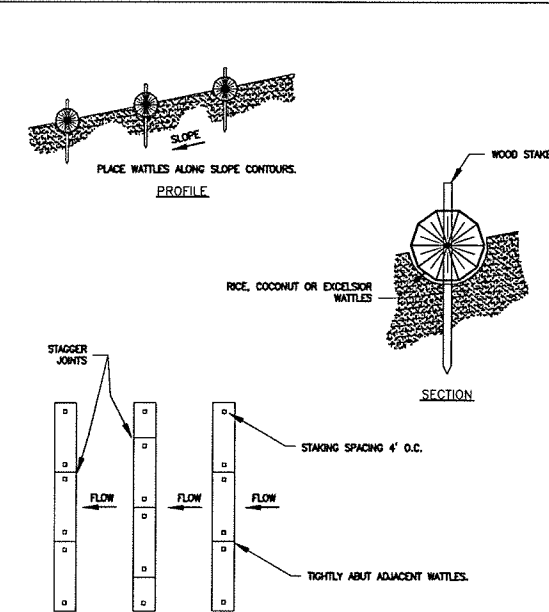 SLOPE
PLACE WATTLES ALONG SLOPE CONTOURS.
PROFILE
WOOD STAKE
RICE, COCONUT OR EXCELSIOR
WATTLES
SECTION
STAGGER
JOINTS
STAKING SPACING 4' O.C.
FLOW FLOW FLOW
TIGHTLY ABUT ADJACENT WATTLES.